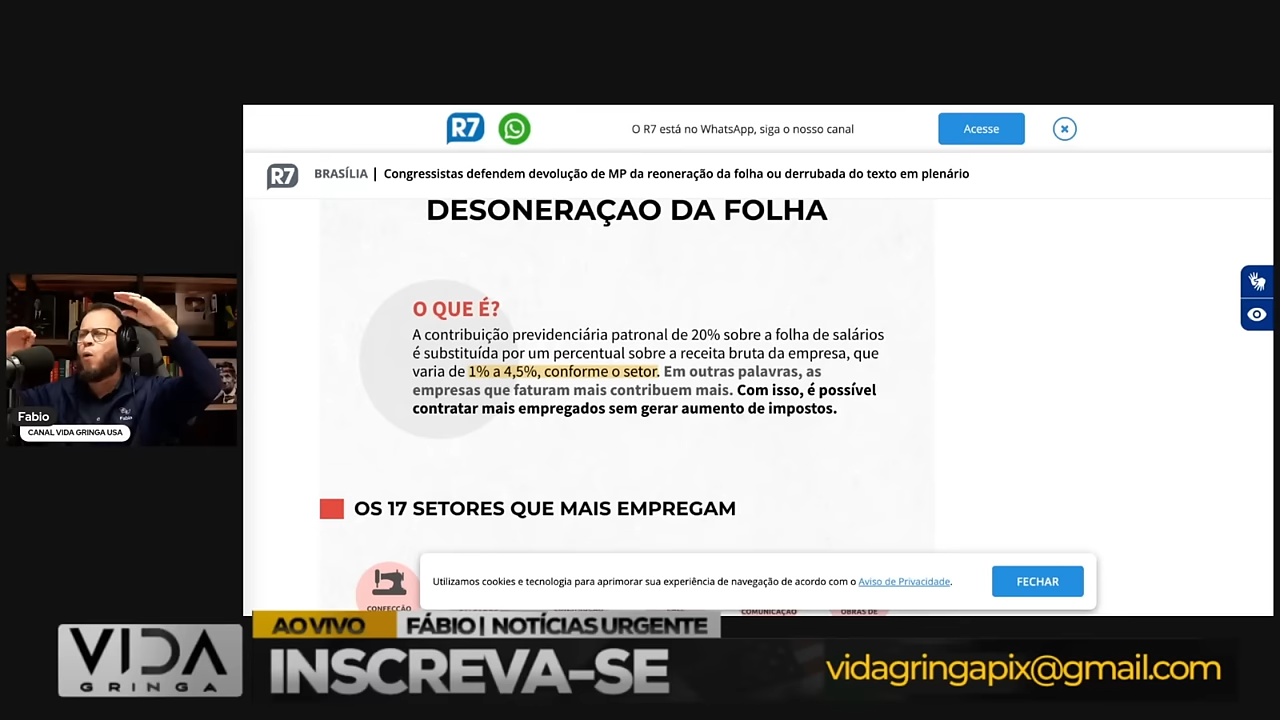 R7
O R7 está no WhatsApp, siga o nosso canal
Acesse
R7
BRASÍLIA | Congressistas defendem devolução de MP da reoneração da folha ou derrubada do texto em plenário
DESONERAÇAO DA FOLHA
O QUE É?
A contribuição previdenciária patronal de 20% sobre a folha de salários
é substituída por um percentual sobre a receita bruta da empresa, que
varia de 1% a 4,5%, conforme o setor. Em outras palavras, as
empresas que faturam mais contribuem mais. Com isso, é possível
contratar mais empregados sem gerar aumento de impostos.
OS 17 SETORES QUE MAIS EMPREGAM
CONFECÇÃO
COMUNICAÇÃO
OBRAS DE
Utilizamos cookies e tecnologia para aprimorar sua experiência de navegação de acordo com o Aviso de Privacidade.
FECHAR
Fabio
CANAL VIDA GRINGA USA
AO VIVO
FÁBIO | NOTÍCIAS URGENTE
VIDA
GRINGA
INSCREVA-SE
vidagringapix@gmail.com